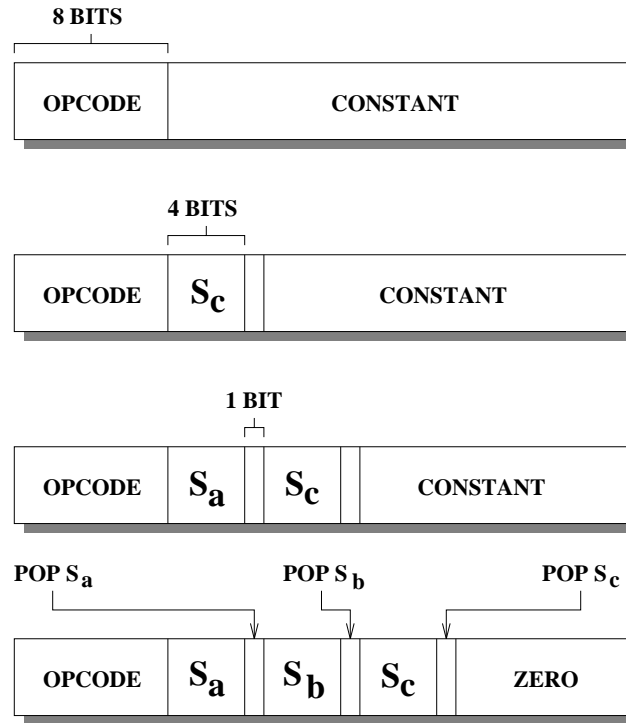 8 BITS
OPCODE CONSTANT
4 BITS
OPCODE Sc CONSTANT
1 BIT
OPCODE Sa Sc CONSTANT
POP Sa POP Sb POP Sc
OPCODE Sa Sb Sc ZERO